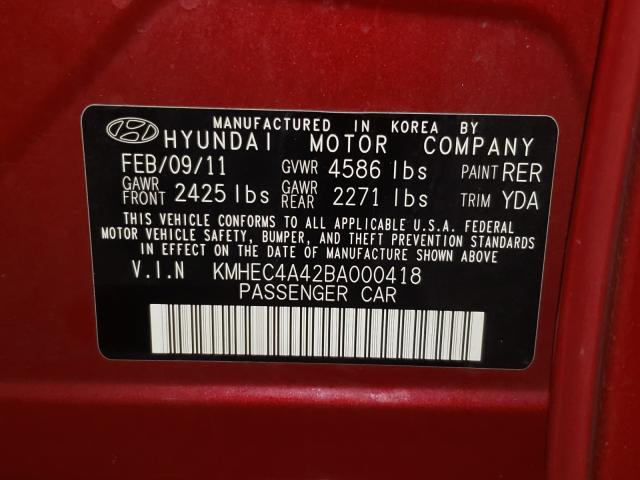 MANUFACTURED IN KOREA BY
HYUNDAI MOTOR COMPANY
FEB/09/11 GVWR 4586 lbs PAINT RER
GAWR FRONT 2425 lbs GAWR REAR 2271 lbs TRIM YDA
THIS VEHICLE CONFORMS TO ALL APPLICABLE U.S.A. FEDERAL
MOTOR VEHICLE SAFETY, BUMPER, AND THEFT PREVENTION STANDARDS
IN EFFECT ON THE DATE OF MANUFACTURE SHOWN ABOVE.
V.I.N KMHEC4A42BA000418
PASSENGER CAR